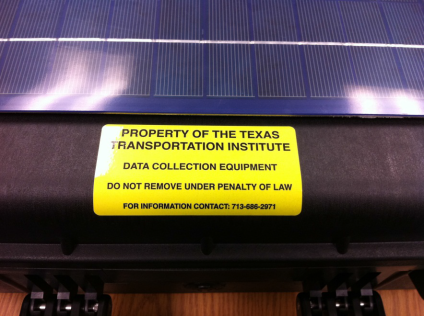 PROPERTY OF THE TEXAS
TRANSPORTATION INSTITUTE
DATA COLLECTION EQUIPMENT
DO NOT REMOVE UNDER PENALTY OF LAW
FOR INFORMATION CONTACT: 713-686-2971